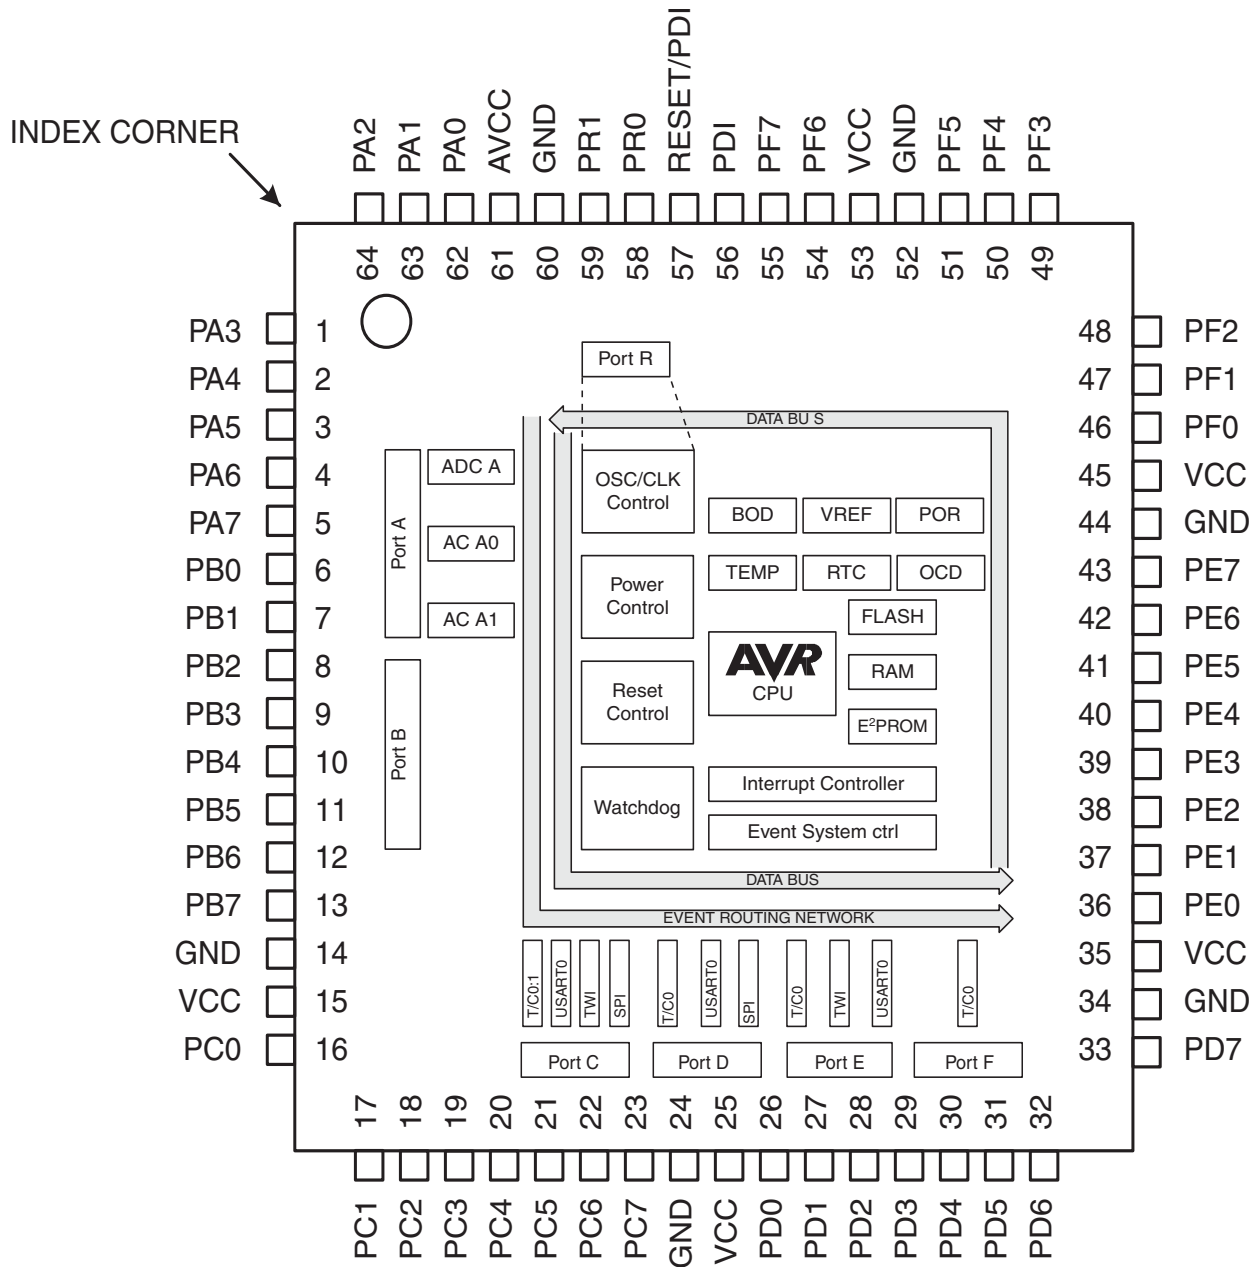 INDEX CORNER
PA2
PA1
PA0
AVCC
GND
PR1
PR0
RESET/PDI
PDI
PF7
PF6
VCC
GND
PF5
PF4
PF3
64
63
62
61
60
59
58
57
56
55
54
53
52
51
50
49
PA3 1
PA4 2
PA5 3
PA6 4
PA7 5
PB0 6
PB1 7
PB2 8
PB3 9
PB4 10
PB5 11
PB6 12
PB7 13
GND 14
VCC 15
PC0 16
48 PF2
47 PF1
46 PF0
45 VCC
44 GND
43 PE7
42 PE6
41 PE5
40 PE4
39 PE3
38 PE2
37 PE1
36 PE0
35 VCC
34 GND
33 PD7
Port R
DATA BU S
Port A
ADC A
AC A0
AC A1
Port B
OSC/CLK
Control
Power
Control
Reset
Control
Watchdog
BOD
VREF
POR
TEMP
RTC
OCD
FLASH
AVR
CPU
RAM
E²PROM
Interrupt Controller
Event System ctrl
DATA BUS
EVENT ROUTING NETWORK
T/C0:1
USART0
TWI
SPI
T/C0
USART0
SPI
T/C0
TWI
USART0
T/C0
Port C
Port D
Port E
Port F
17
18
19
20
21
22
23
24
25
26
27
28
29
30
31
32
PC1
PC2
PC3
PC4
PC5
PC6
PC7
GND
VCC
PD0
PD1
PD2
PD3
PD4
PD5
PD6